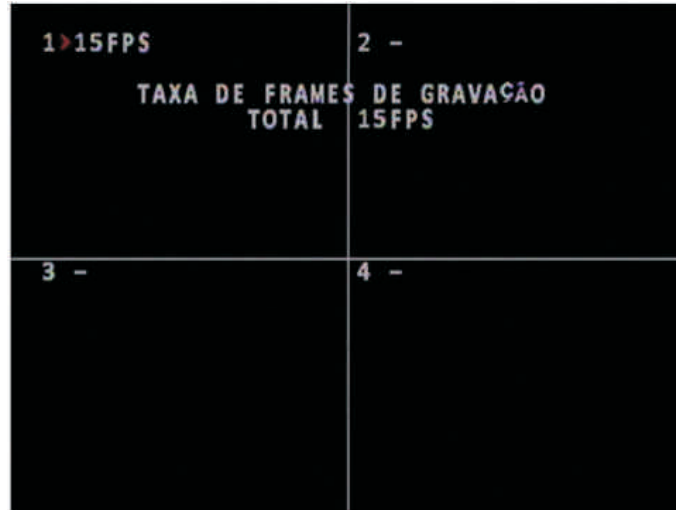 1>15FPS
2 -
TAXA DE FRAMES DE GRAVAÇÃO
TOTAL 15FPS
3 -
4 -